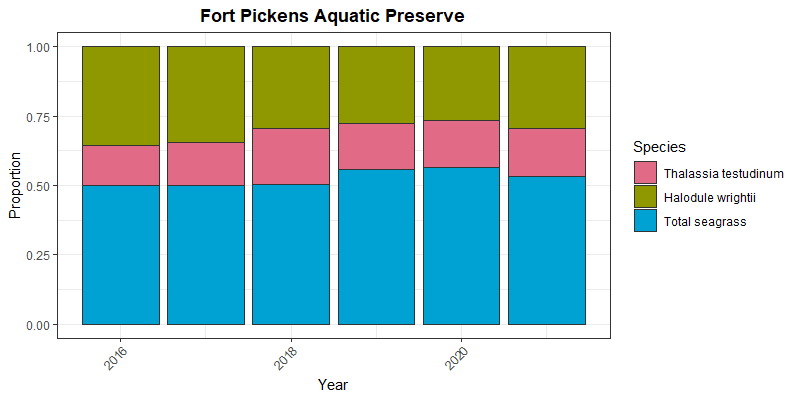 Fort Pickens Aquatic Preserve
1.00
0.75
0.50
0.25
0.00
Proportion
2016
2018
2020
Year
Species
Thalassia testudinum
Halodule wrightii
Total seagrass